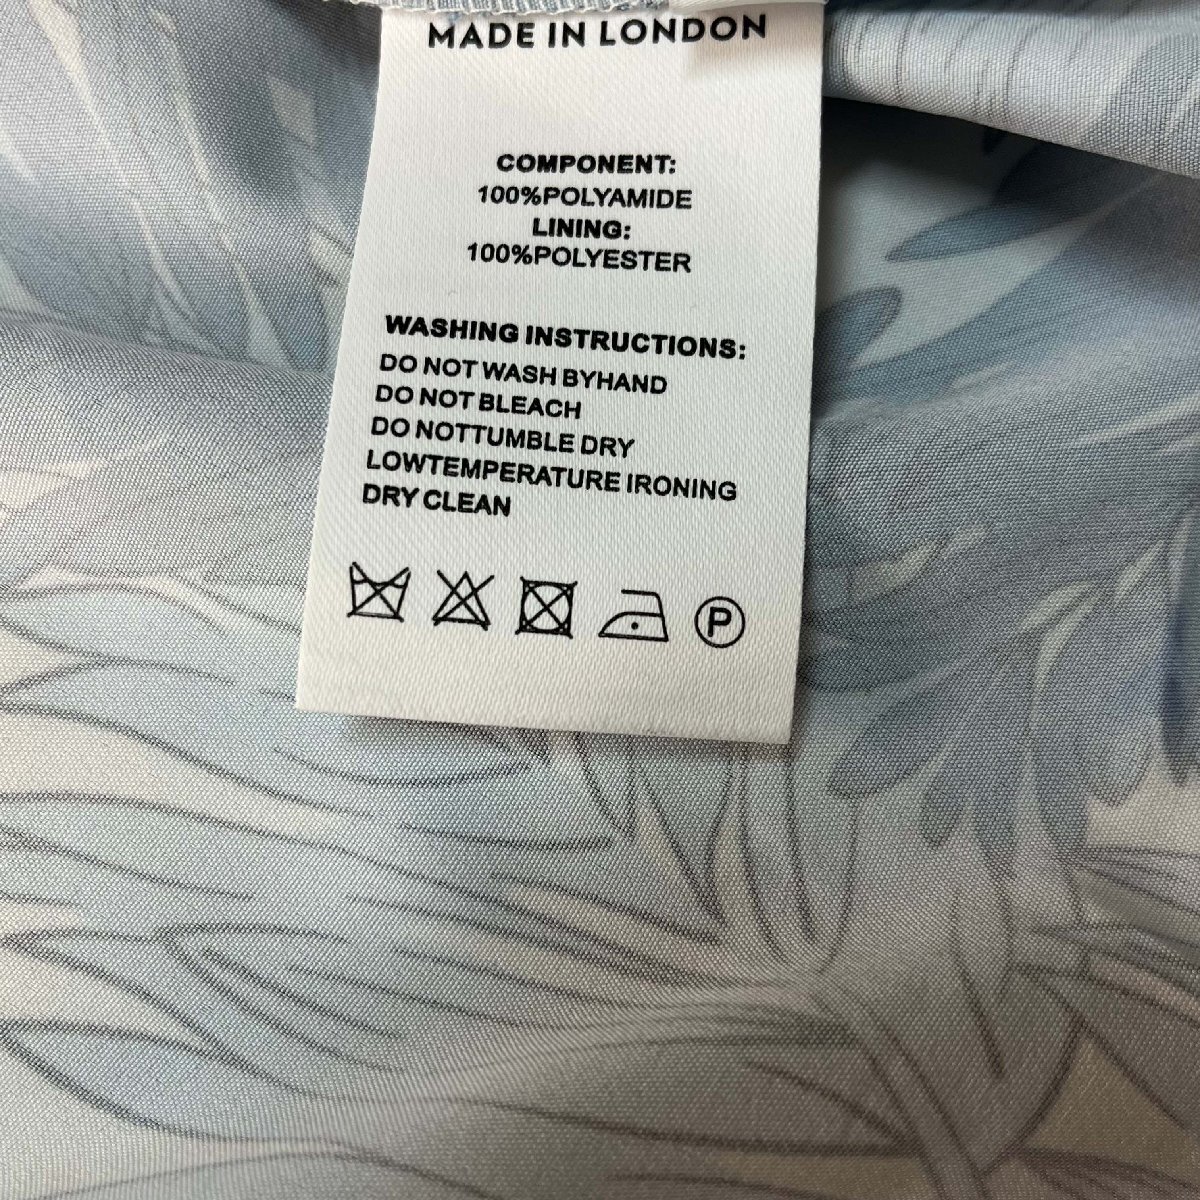 MADE IN LONDON
COMPONENT:
100%POLYAMIDE
LINING:
100%POLYESTER
WASHING INSTRUCTIONS:
DO NOT WASH BYHAND
DO NOT BLEACH
DO NOTTUMBLE DRY
LOWTEMPERATURE IRONING
DRY CLEAN
P